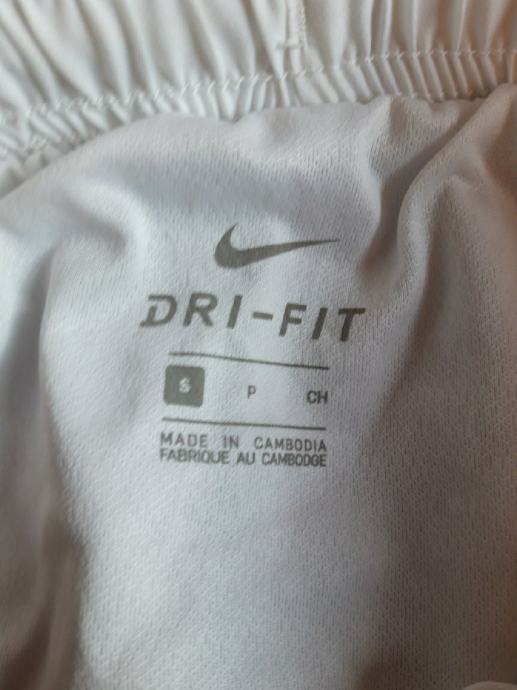 DRI-FIT
S P CH
MADE IN CAMBODIA
FABRIQUE AU CAMBODGE